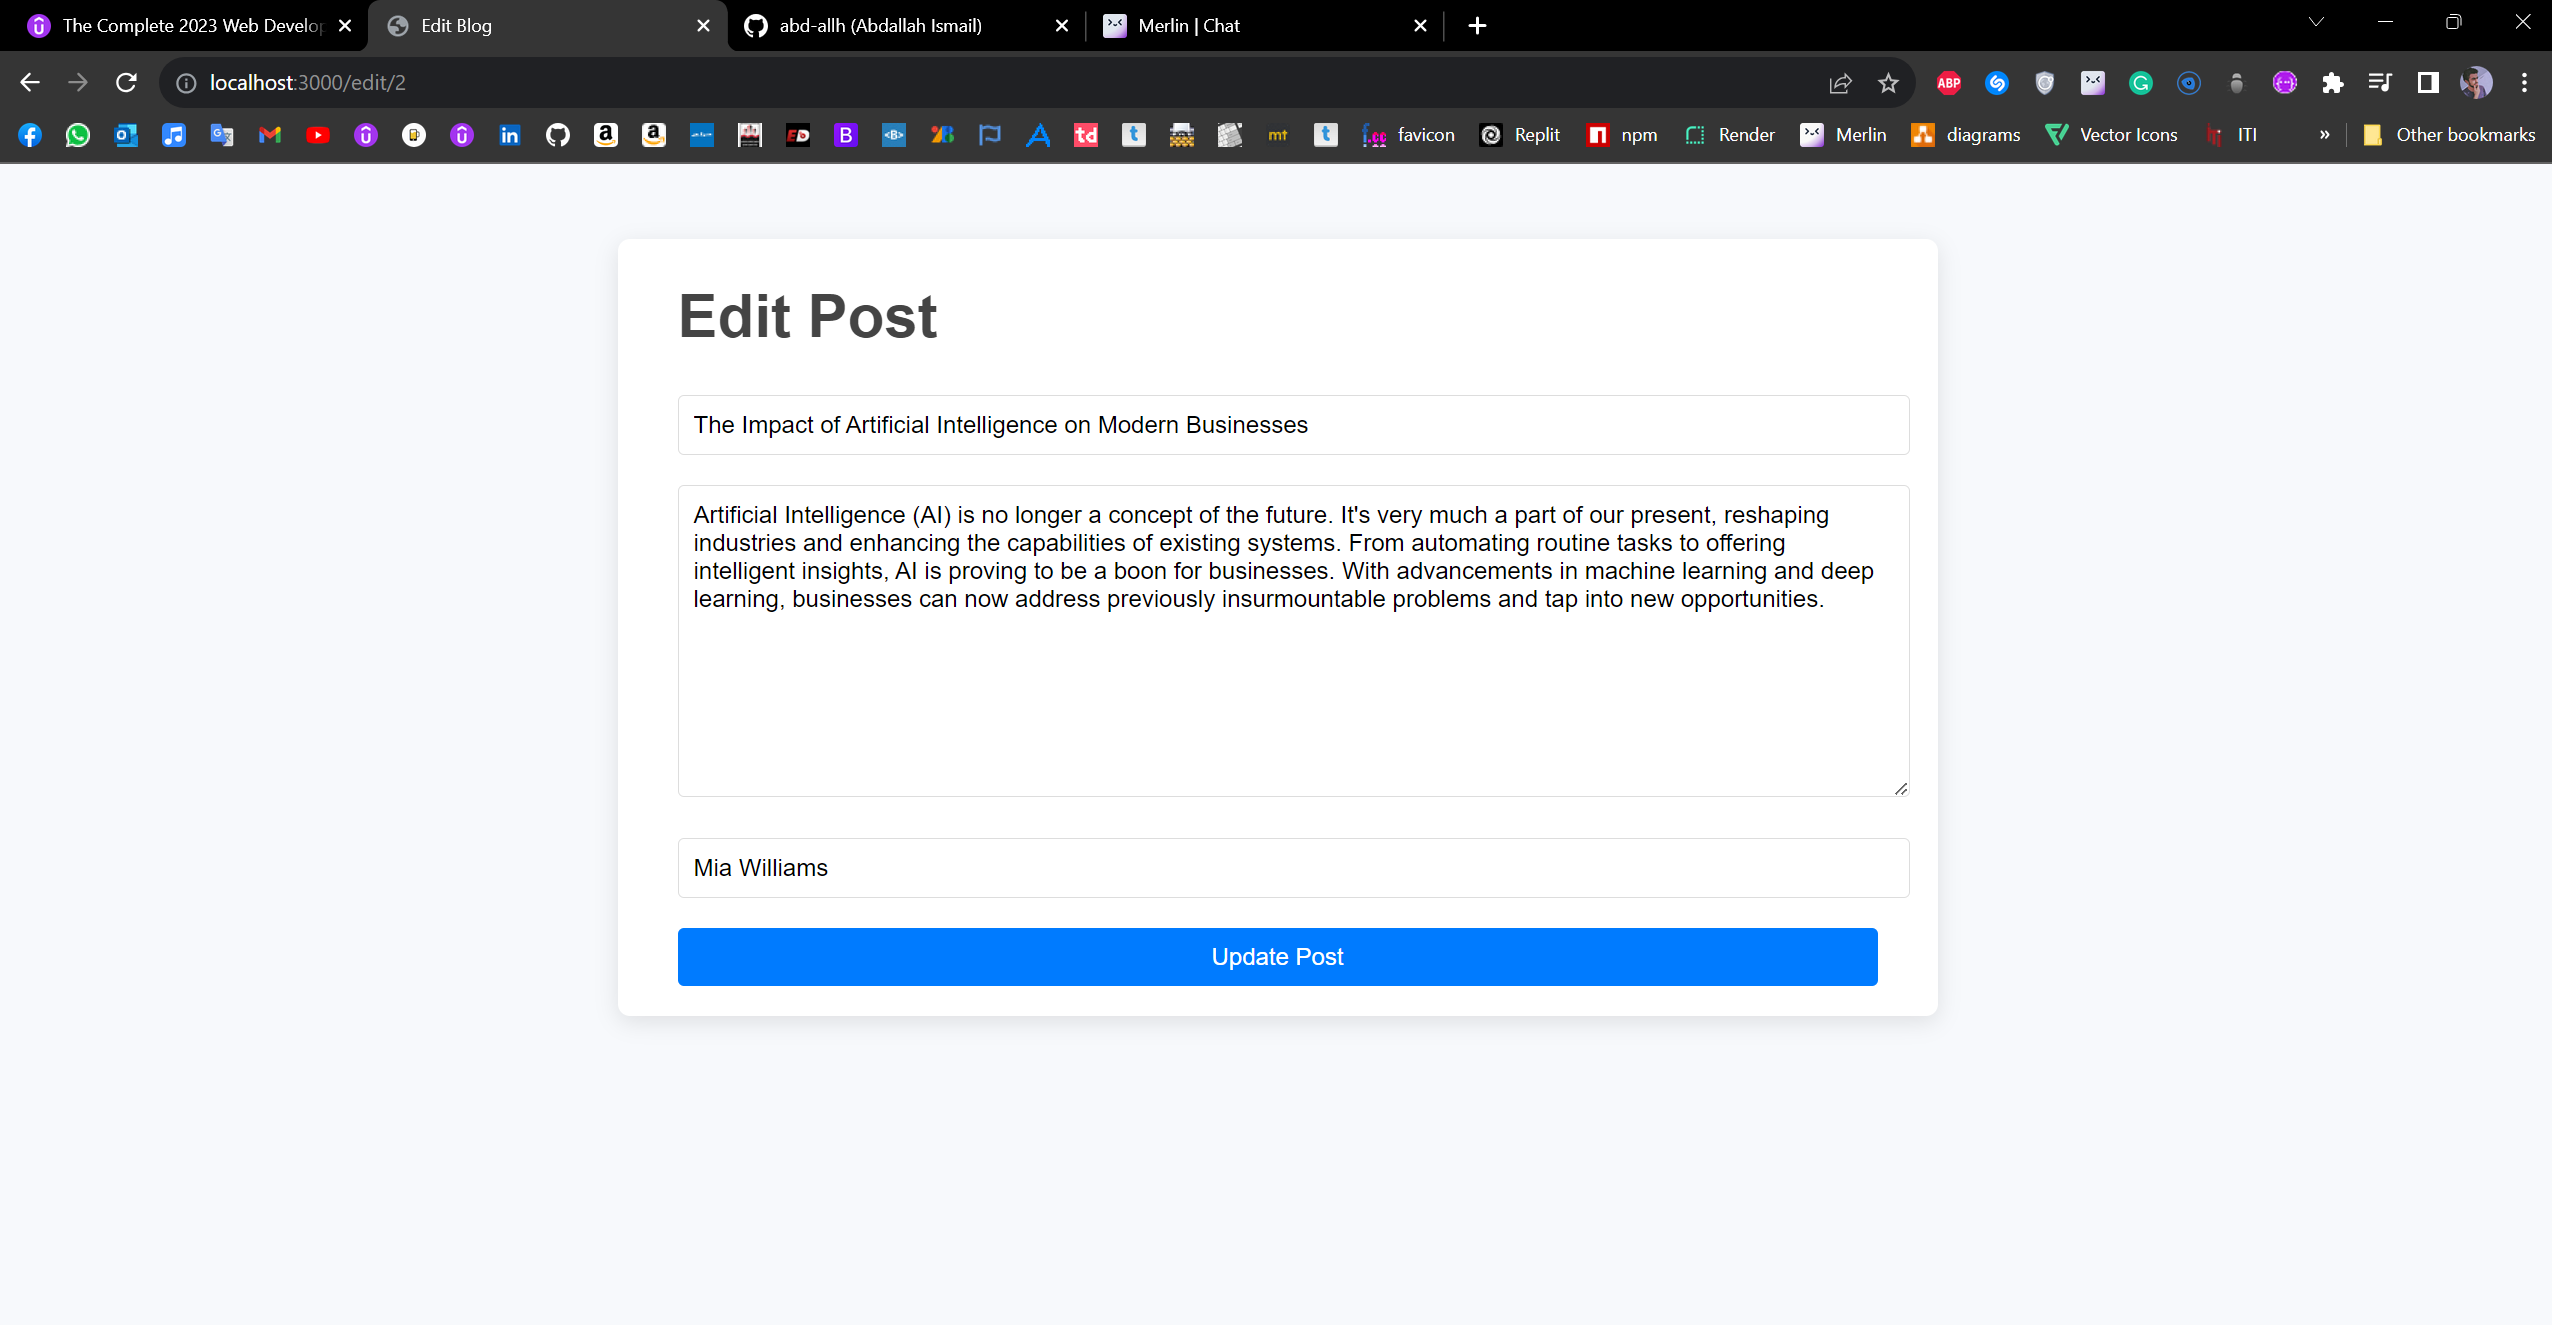 The Complete 2023 Web Develop
Edit Blog
abd-allh (Abdallah Ismail)
Merlin | Chat
localhost:3000/edit/2
ABP
favicon
Replit
npm
Render
Merlin
diagrams
Vector Icons
ITI
»
Other bookmarks
Edit Post
The Impact of Artificial Intelligence on Modern Businesses
Artificial Intelligence (AI) is no longer a concept of the future. It's very much a part of our present, reshaping
industries and enhancing the capabilities of existing systems. From automating routine tasks to offering
intelligent insights, AI is proving to be a boon for businesses. With advancements in machine learning and deep
learning, businesses can now address previously insurmountable problems and tap into new opportunities.
Mia Williams
Update Post